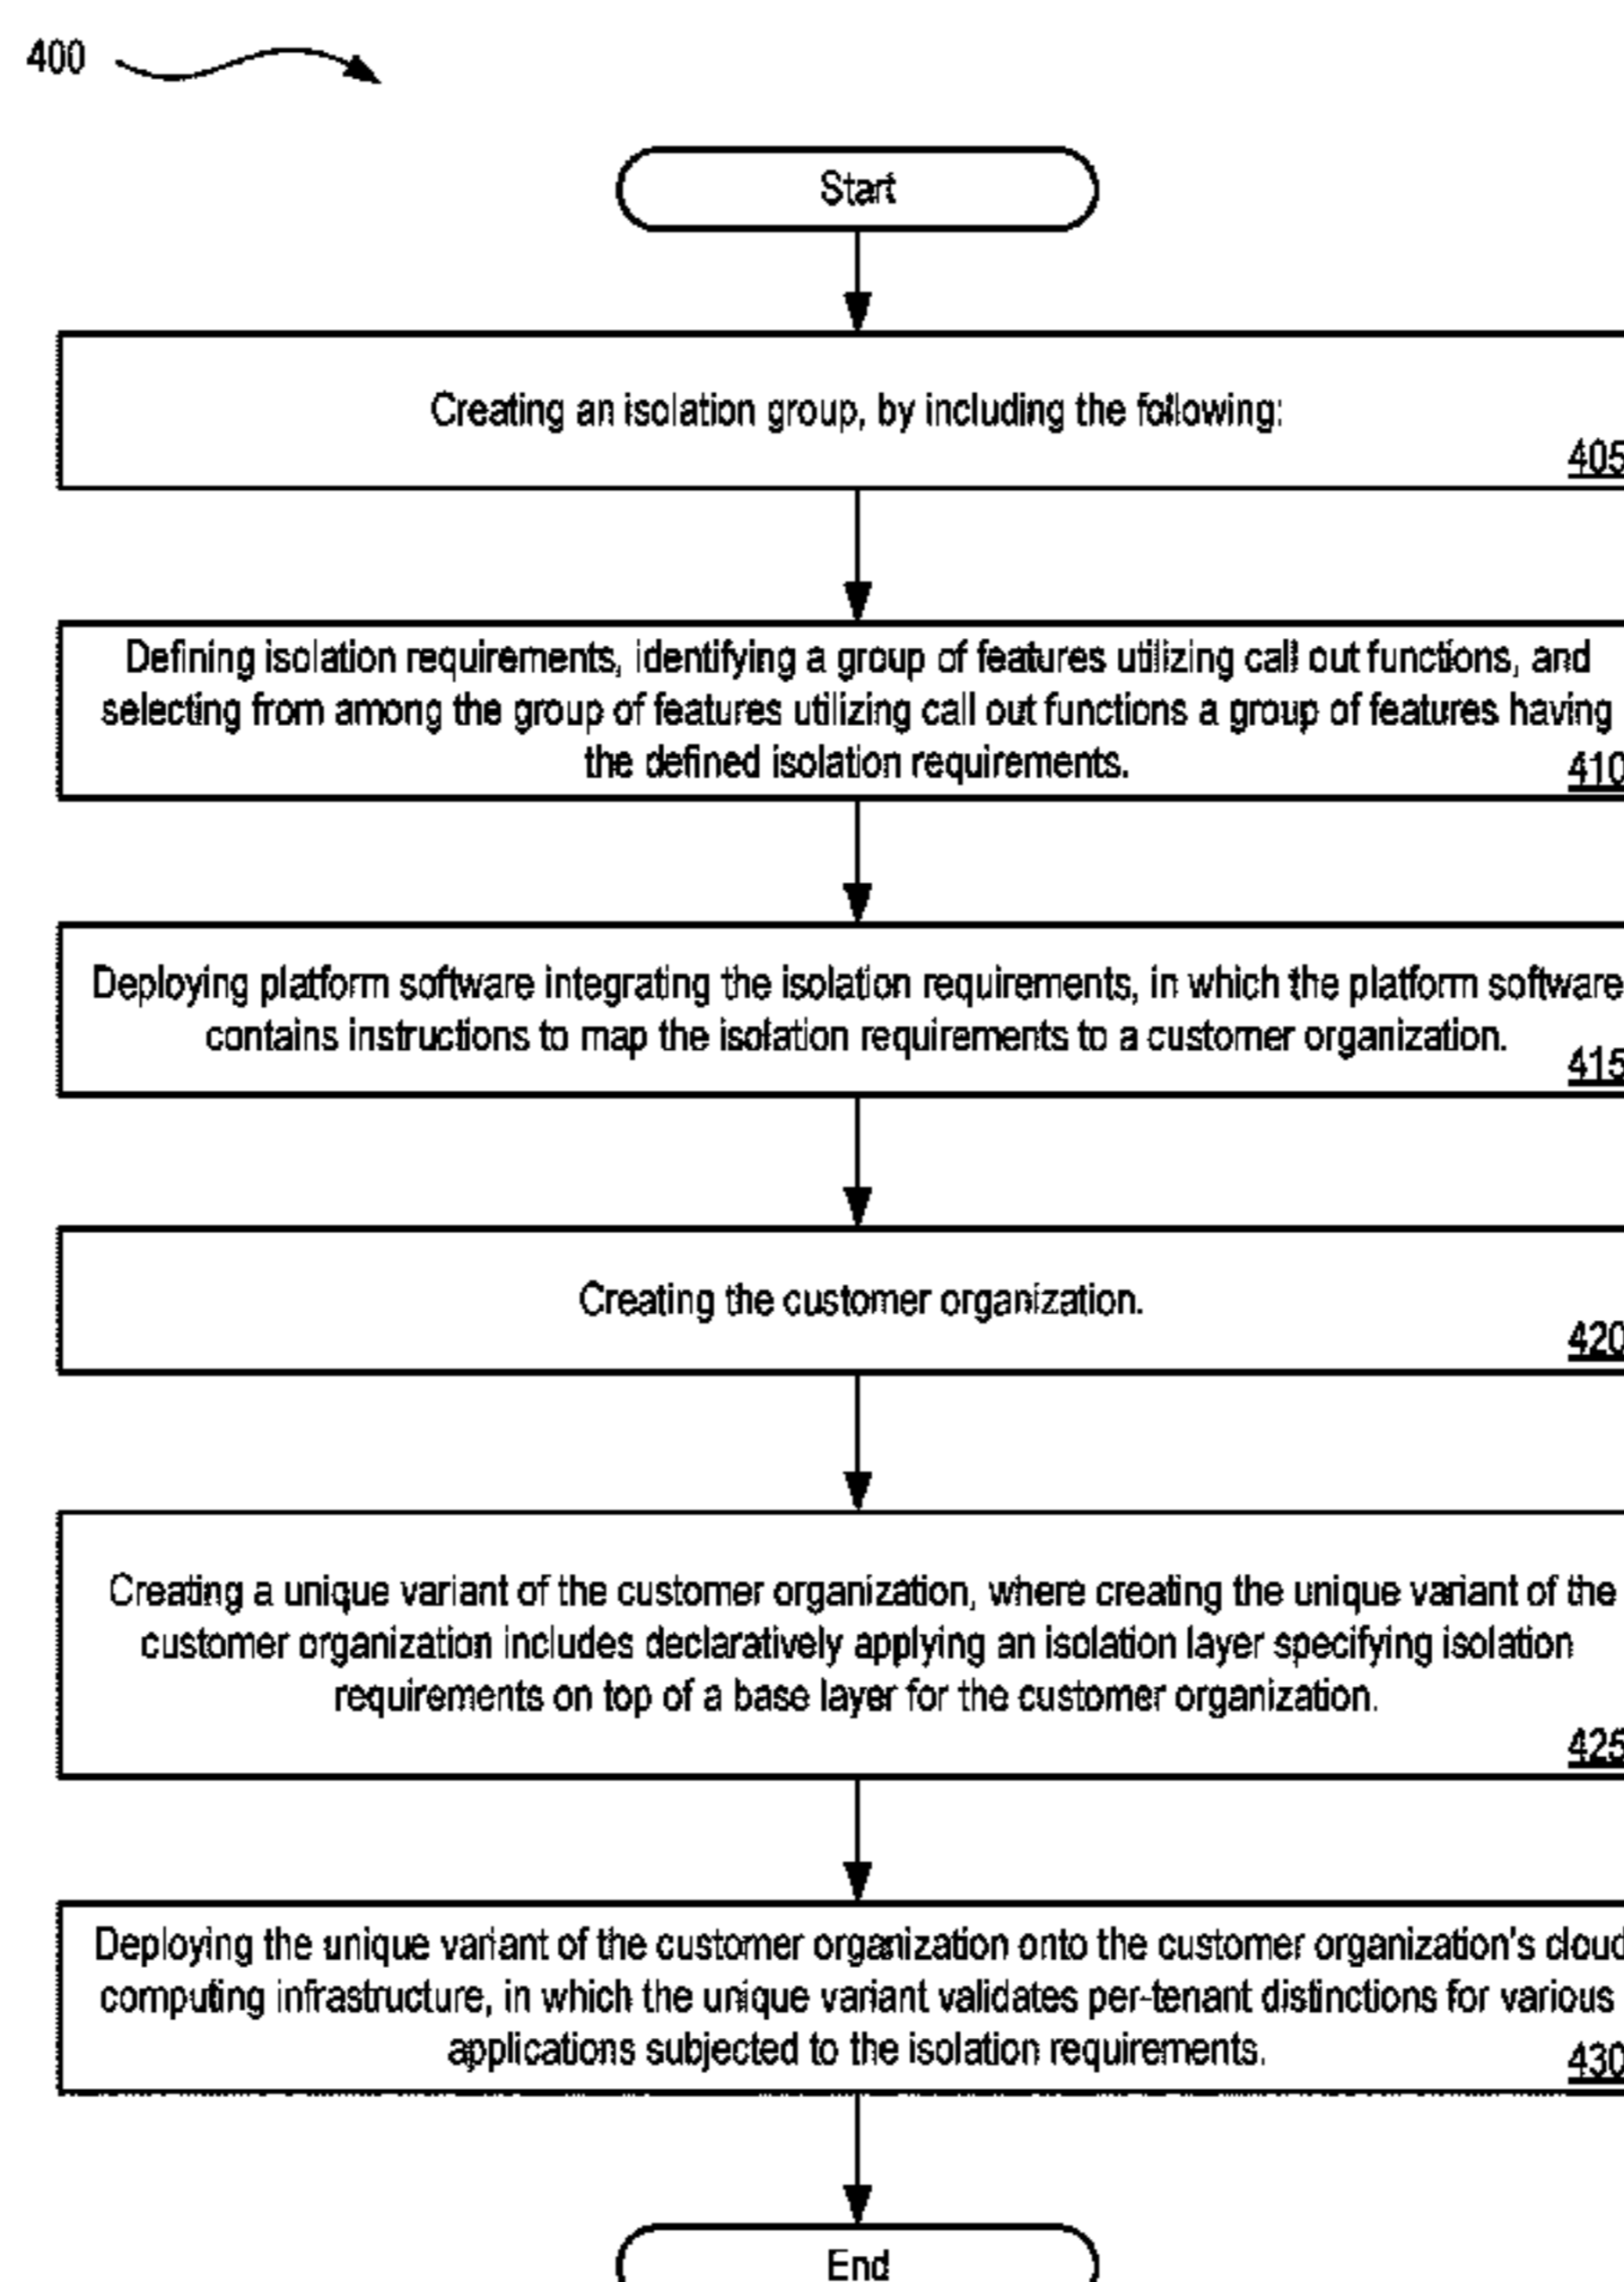 400
Start
Creating an isolation group, by including the following:
405
Defining isolation requirements, identifying a group of features utilizing call out functions, and
selecting from among the group of features utilizing call out functions a group of features having
the defined isolation requirements.
410
Deploying platform software integrating the isolation requirements, in which the platform software
contains instructions to map the isolation requirements to a customer organization.
415
Creating the customer organization.
420
Creating a unique variant of the customer organization, where creating the unique variant of the
customer organization includes declaratively applying an isolation layer specifying isolation
requirements on top of a base layer for the customer organization.
425
Deploying the unique variant of the customer organization onto the customer organization's cloud
computing infrastructure, in which the unique variant validates per-tenant distinctions for various
applications subjected to the isolation requirements.
430
End